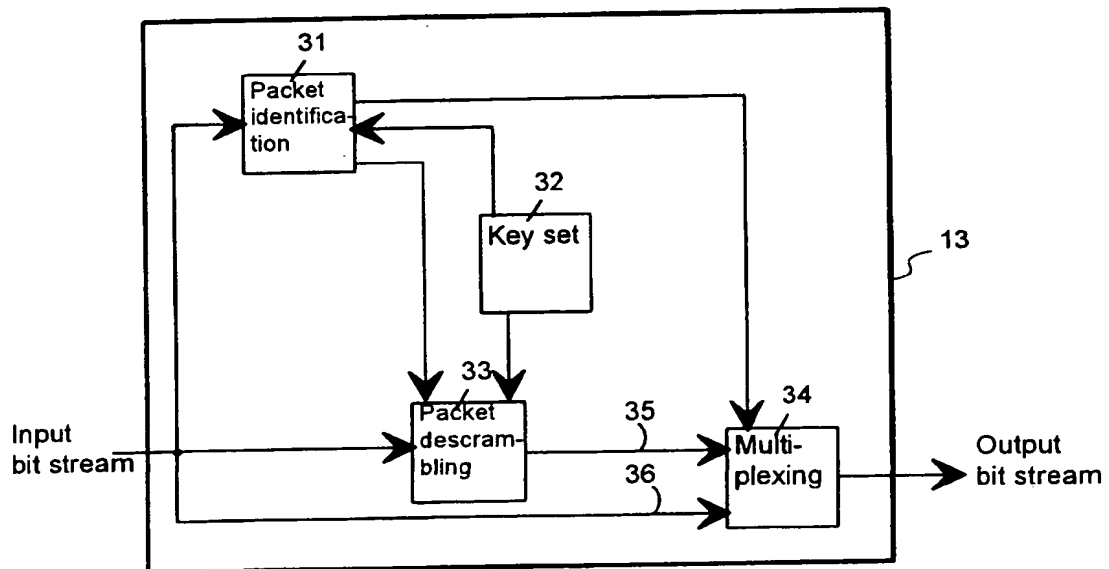 31
Packet
identifica-
tion
32
Key set
13
33
Packet
descram-
bling
35
34
Multi-
plexing
36
Input
bit stream
Output
bit stream